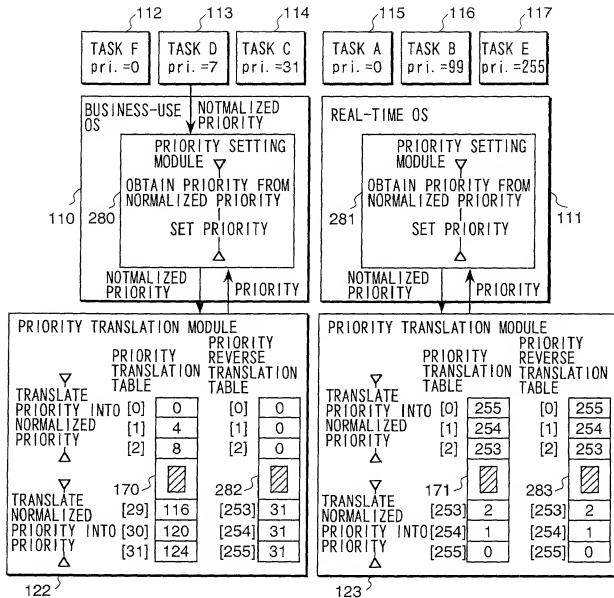 112
113
114
115
116
117
TASK F
pri.=0
TASK D
pri.=7
TASK C
pri.=31
TASK A
pri.=0
TASK B
pri.=99
TASK E
pri.=255
BUSINESS-USE
OS
NOTMALIZED
PRIORITY
PRIORITY SETTING
MODULE
OBTAIN PRIORITY FROM
NORMALIZED PRIORITY
SET PRIORITY
110
280
NOTMALIZED
PRIORITY
PRIORITY
REAL-TIME OS
PRIORITY SETTING
MODULE
OBTAIN PRIORITY FROM
NORMALIZED PRIORITY
SET PRIORITY
281
111
NOTMALIZED
PRIORITY
PRIORITY
PRIORITY TRANSLATION MODULE
PRIORITY
TRANSLATION
TABLE
PRIORITY
REVERSE
TRANSLATION
TABLE
TRANSLATE
PRIORITY INTO
NORMALIZED
PRIORITY
[0] 0
[1] 4
[2] 8
[0] 0
[1] 0
[2] 0
170
282
TRANSLATE
NORMALIZED
PRIORITY INTO
PRIORITY
[29] 116
[30] 120
[31] 124
[253] 31
[254] 31
[255] 31
122
PRIORITY TRANSLATION MODULE
PRIORITY
TRANSLATION
TABLE
PRIORITY
REVERSE
TRANSLATION
TABLE
TRANSLATE
PRIORITY INTO
NORMALIZED
PRIORITY
[0] 255
[1] 254
[2] 253
[0] 255
[1] 254
[2] 253
171
283
TRANSLATE
NORMALIZED
PRIORITY INTO
PRIORITY
[253] 2
[254] 1
[255] 0
[253] 2
[254] 1
[255] 0
123